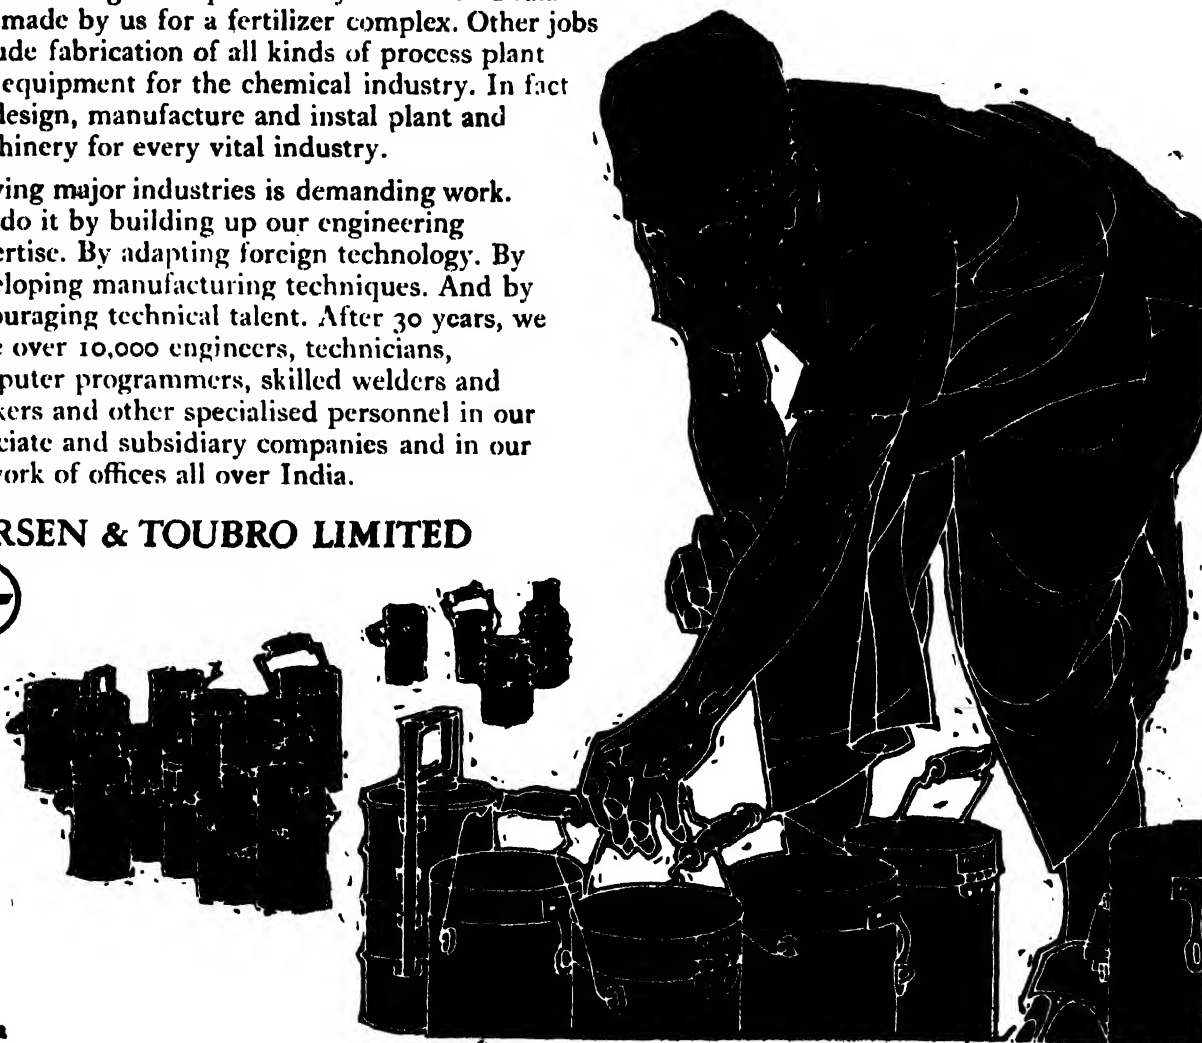 made by us for a fertilizer complex. Other jobs
ude fabrication of all kinds of process plant
equipment for the chemical industry. In fact
design, manufacture and instal plant and
hinery for every vital industry.
ving major industries is demanding work.
do it by building up our engineering
ertise. By adapting foreign technology. By
eloping manufacturing techniques. And by
ouraging technical talent. After 30 years, we
e over 10,000 engineers, technicians,
puter programmers, skilled welders and
kers and other specialised personnel in our
ciate and subsidiary companies and in our
work of offices all over India.
RSEN & TOUBRO LIMITED